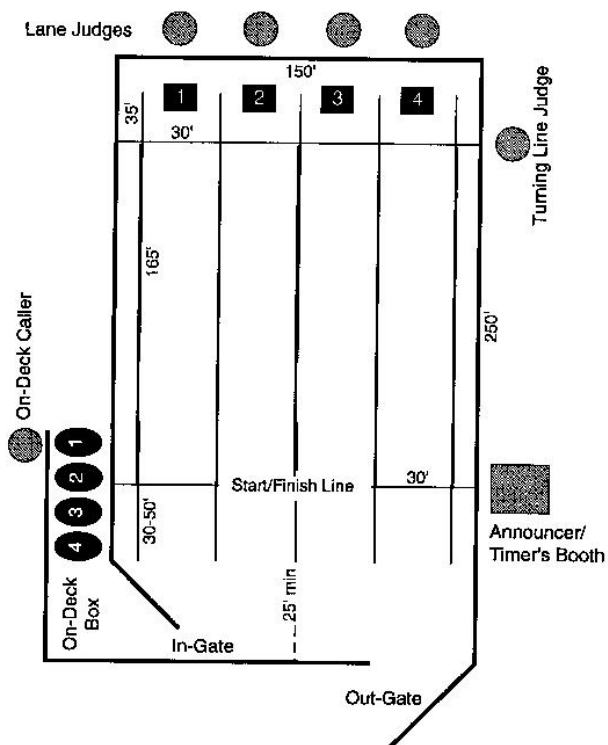 Lane Judges
150'
1
2
3
4
35'
30'
Turning Line Judge
165'
250'
On-Deck Caller
1
2
3
4
Start/Finish Line
30'
30-50'
Announcer/
Timer's Booth
On-Deck
Box
25' min
In-Gate
Out-Gate